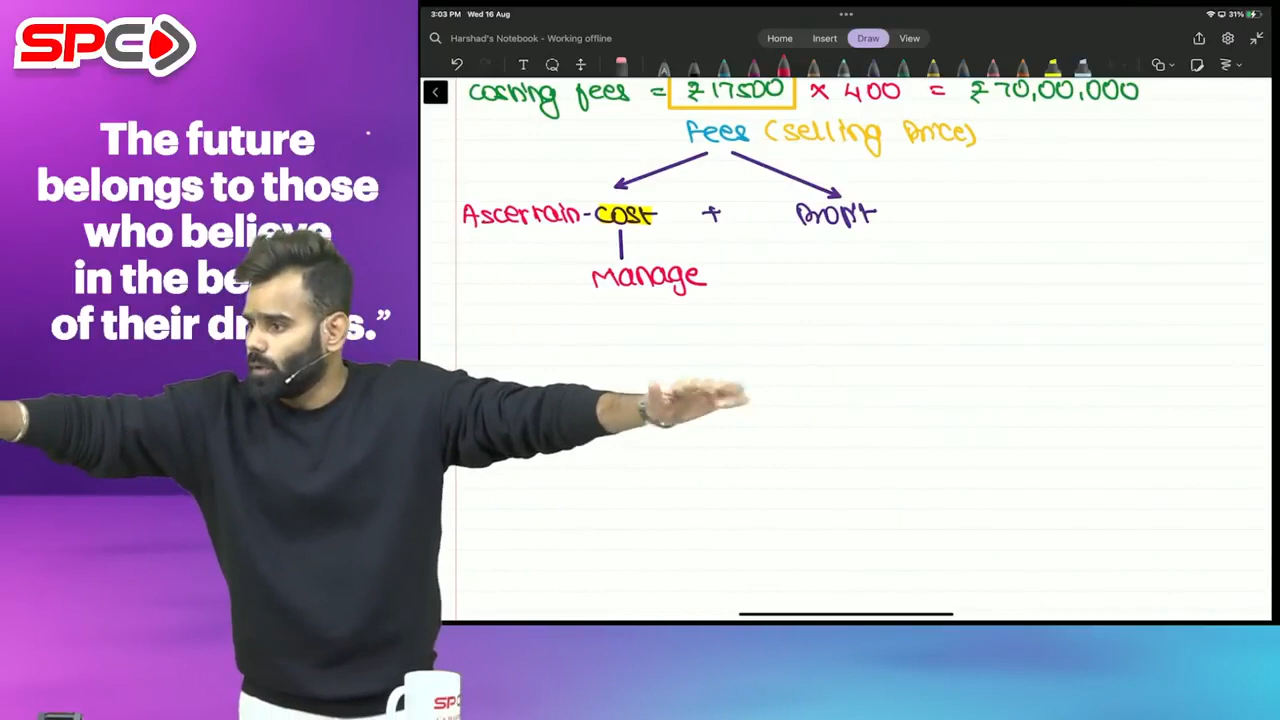 SPC
The future
belongs to those
who believe
in the be
of their dr s.”
3:03 PM Wed 16 Aug
31%
Harshad's Notebook - Working offline
Home Insert Draw View
cosning fees = ₹17500 × 400 = ₹70,00,000
Fees (selling Price)
Ascertain - cost + Profit
Manage
SPC